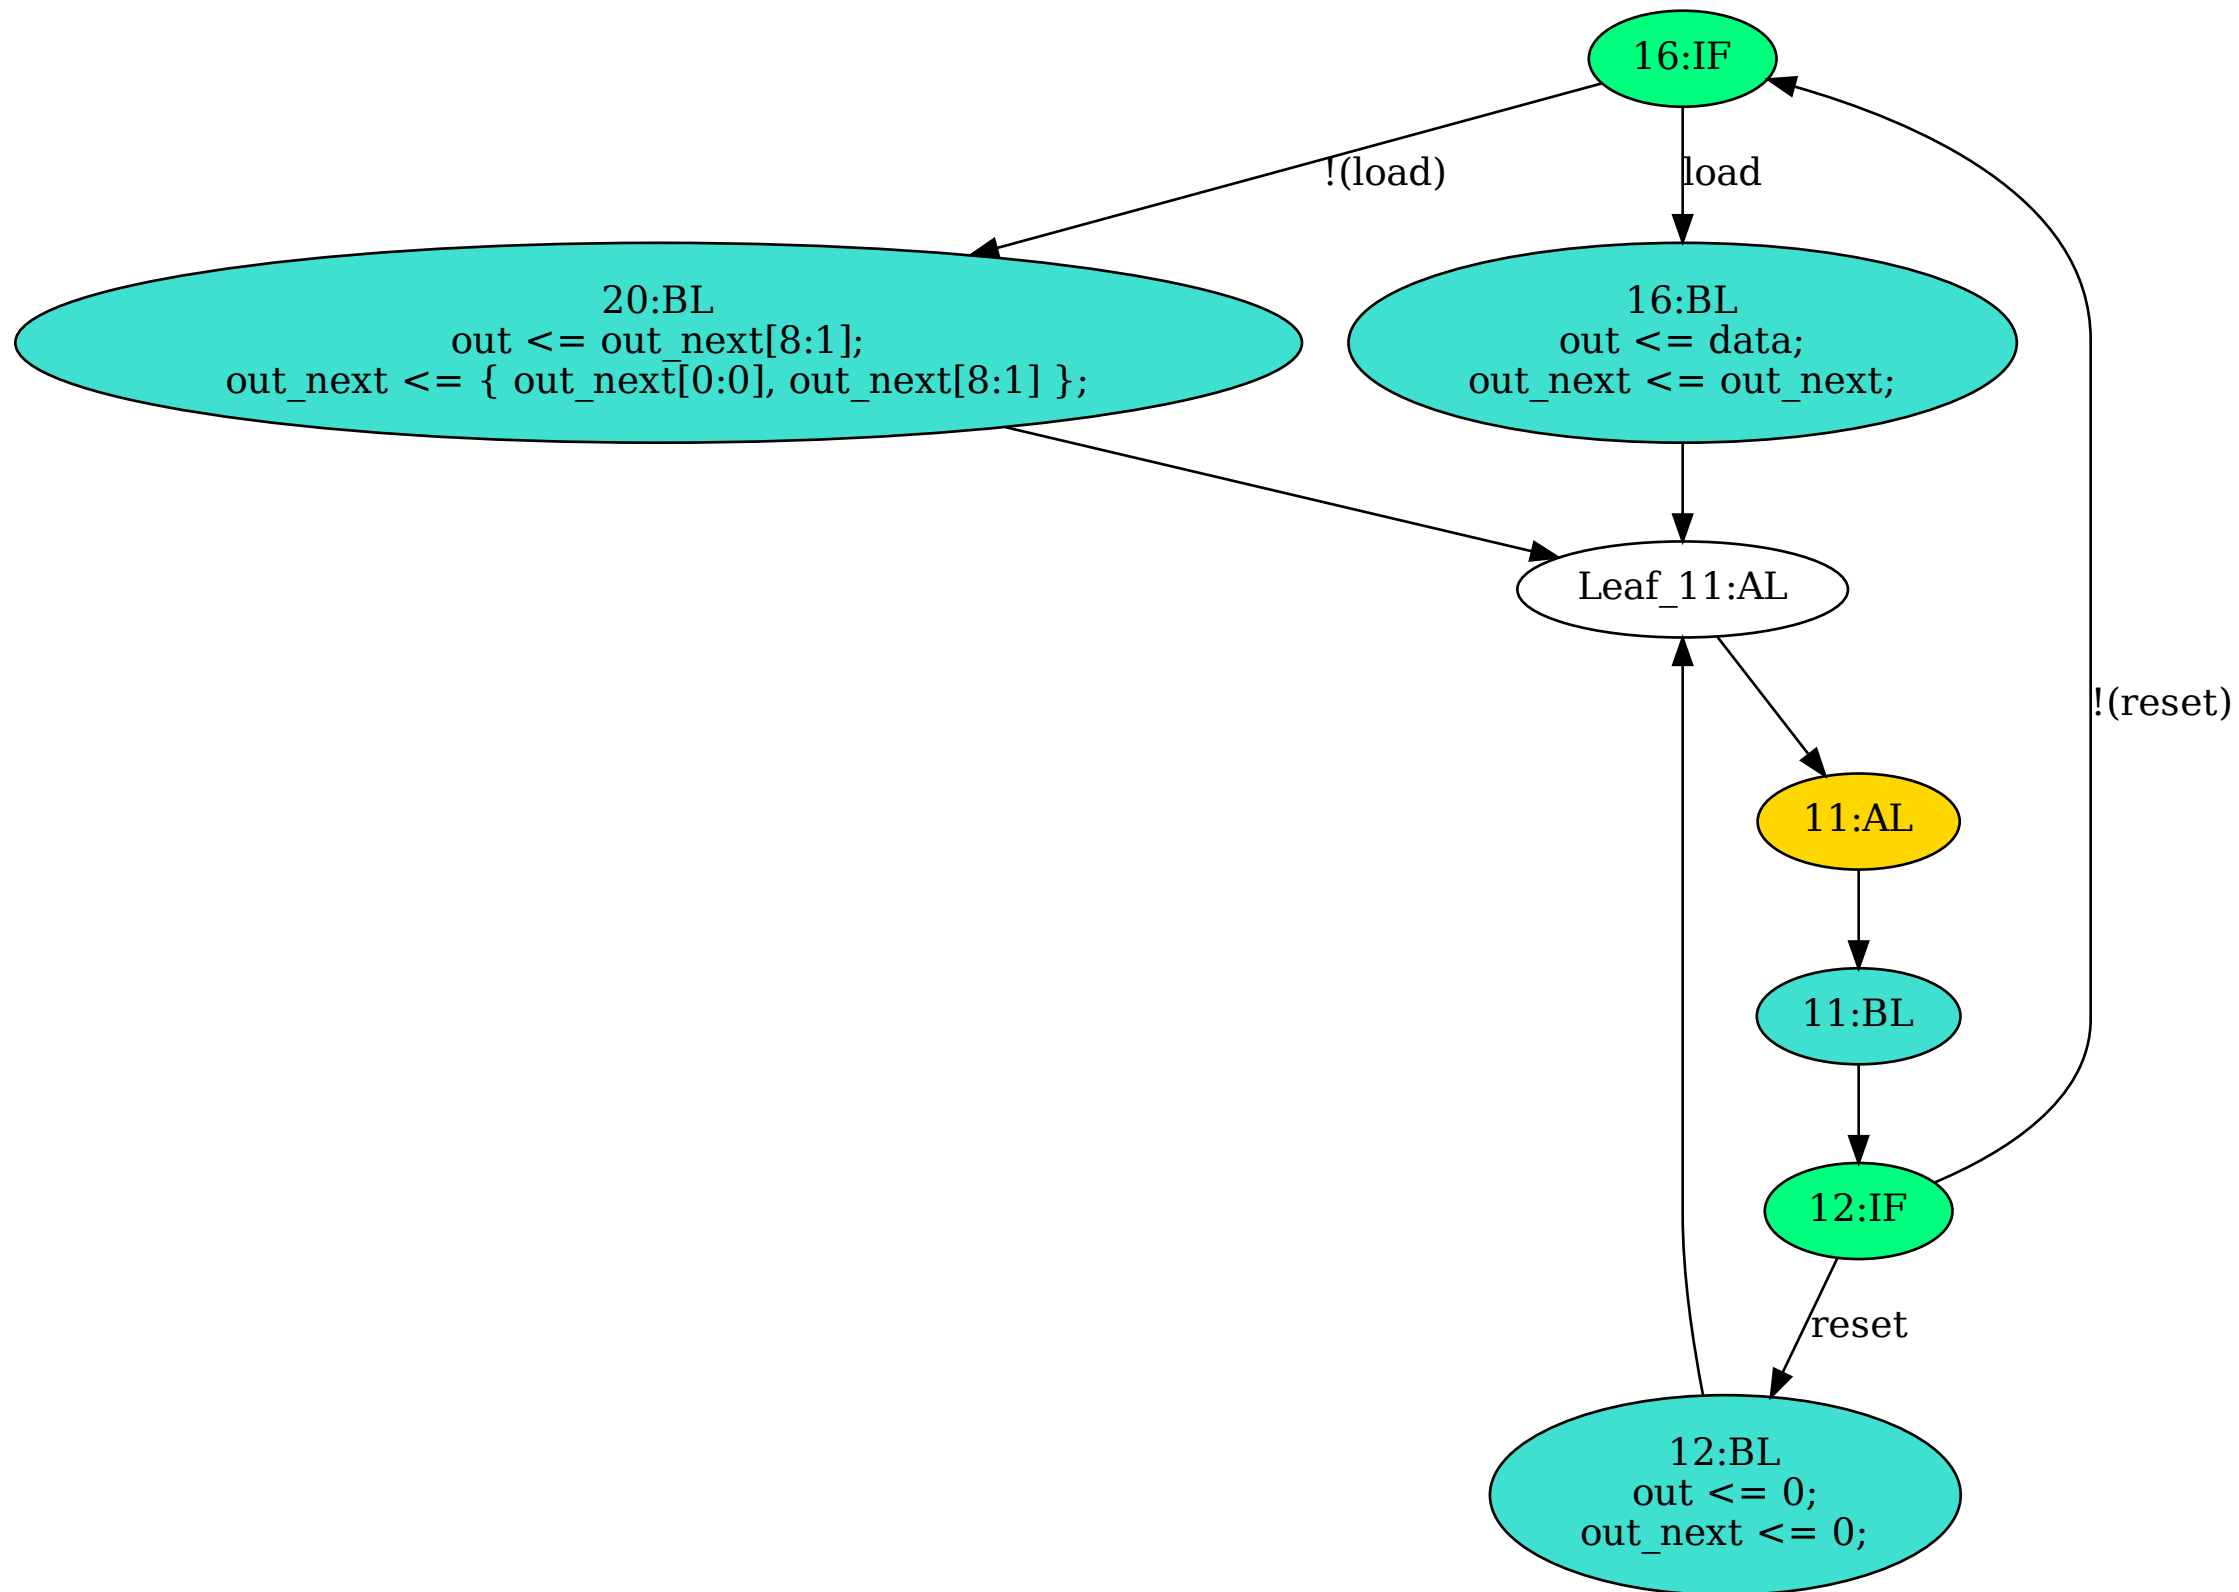 16:IF
!(load)
load
20:BL
out <= out_next[8:1];
out_next <= { out_next[0:0], out_next[8:1] };
16:BL
out <= data;
out_next <= out_next;
Leaf_11:AL
!(reset)
11:AL
11:BL
12:IF
reset
12:BL
out <= 0;
out_next <= 0;